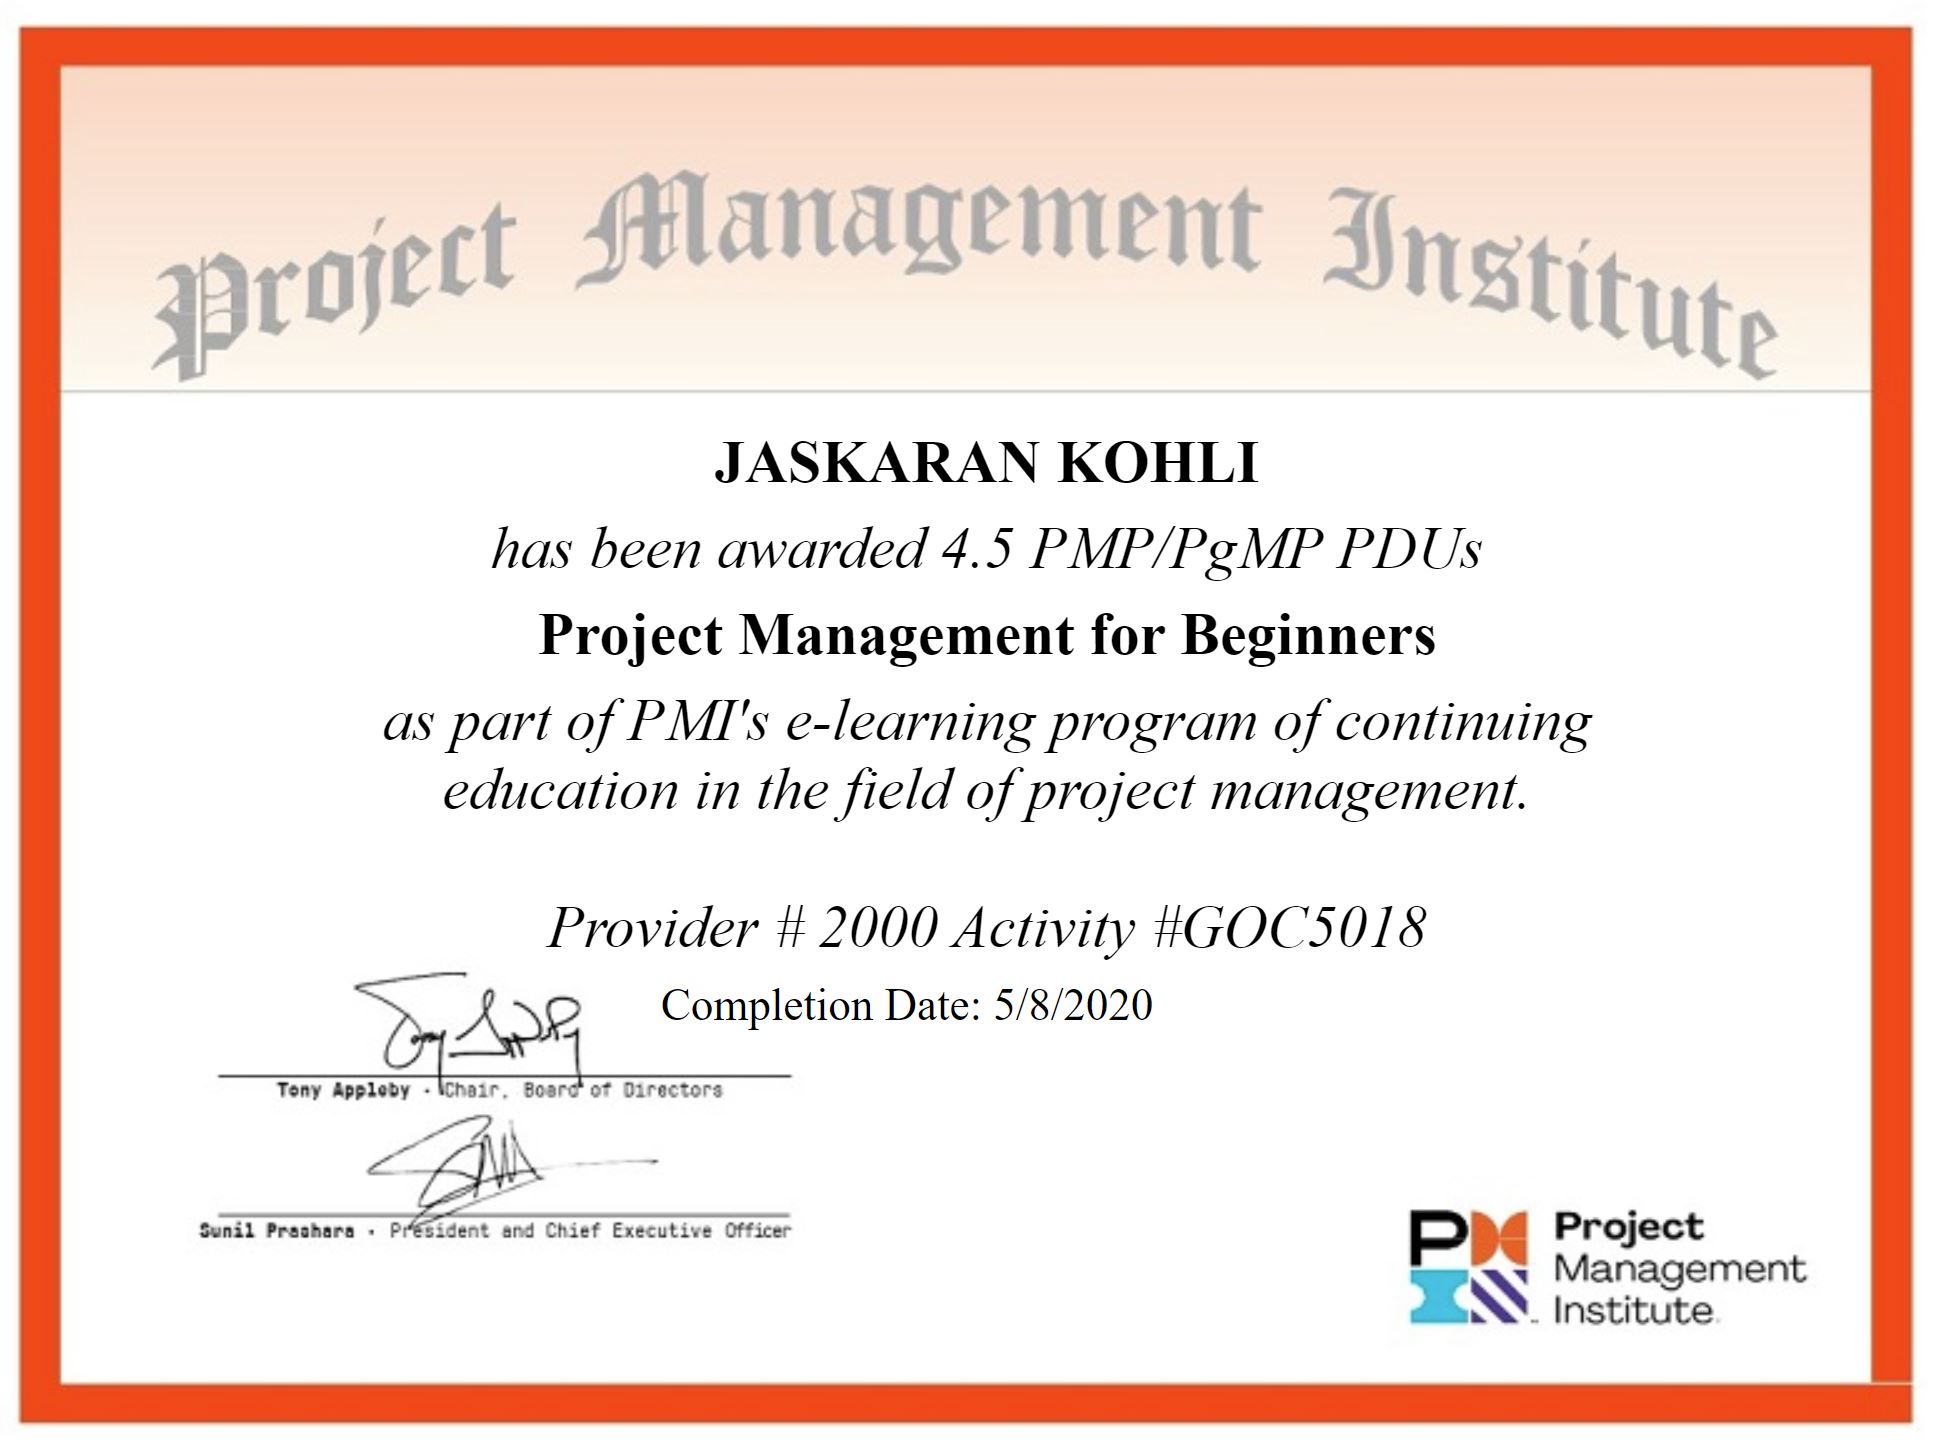 Project Management Institute
JASKARAN KOHLI
has been awarded 4.5 PMP/PgMP PDUs
Project Management for Beginners
as part of PMI's e-learning program of continuing
education in the field of project management.
Provider # 2000 Activity #GOC5018
Completion Date: 5/8/2020
Tony Appleby - Chair, Board of Directors
Sunil Prashara - President and Chief Executive Officer
Project
Management
Institute.